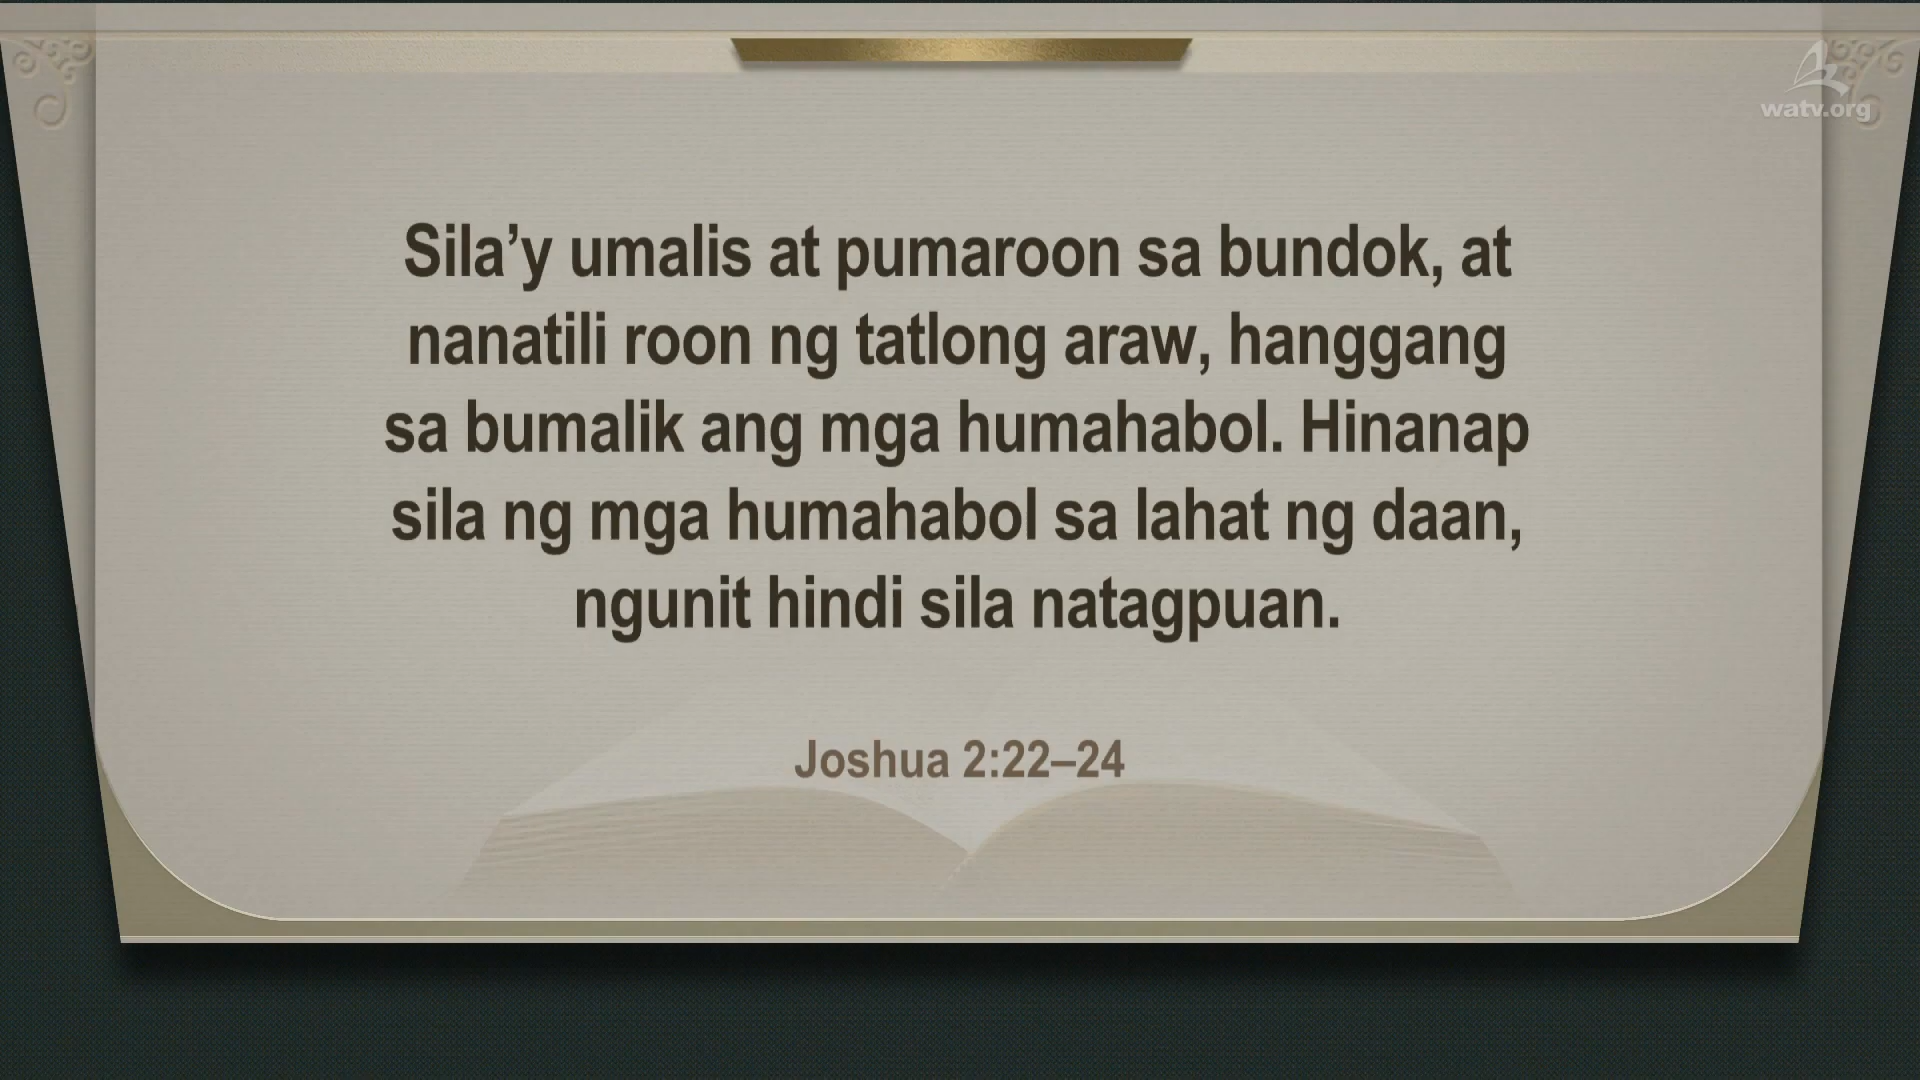 watv.org
Sila’y umalis at pumaroon sa bundok, at
nanatili roon ng tatlong araw, hanggang
sa bumalik ang mga humahabol. Hinanap
sila ng mga humahabol sa lahat ng daan,
ngunit hindi sila natagpuan.
Joshua 2:22–24